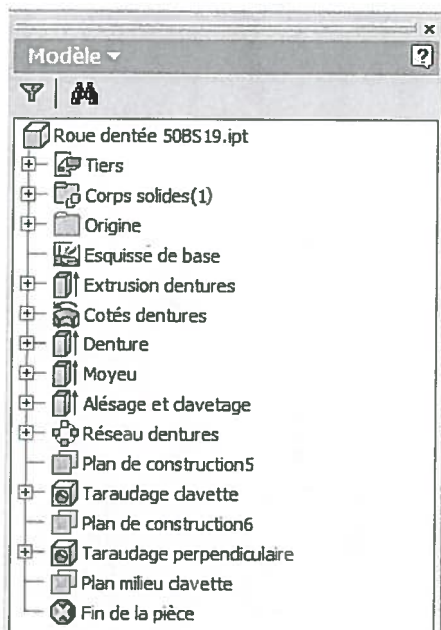 Modèle
Roue dentée 50BS19.ipt
Tiers
Corps solides(1)
Origine
Esquisse de base
Extrusion dentures
Cotés dentures
Denture
Moyeu
Alésage et clavetage
Réseau dentures
Plan de construction5
Taraudage clavette
Plan de construction6
Taraudage perpendiculaire
Plan milieu clavette
Fin de la pièce